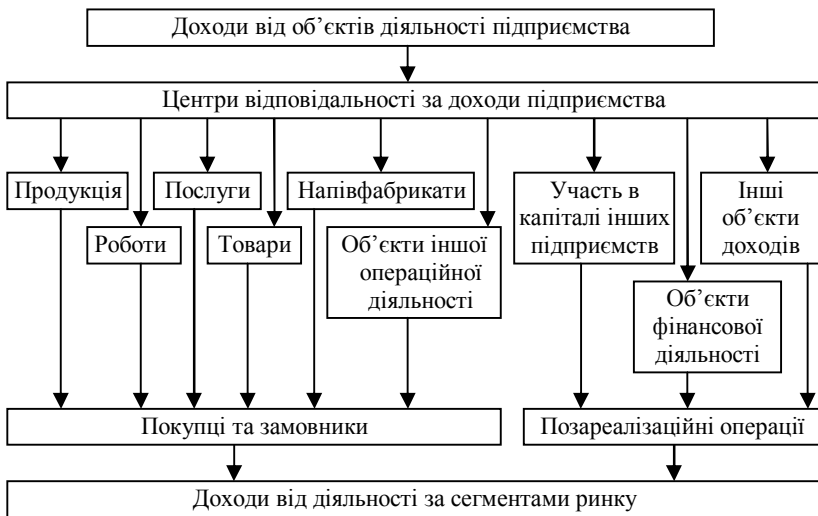 Доходи від об’єктів діяльності підприємства
Центри відповідальності за доходи підприємства
Продукція
Послуги
Напівфабрикати
Участь в
капіталі інших
підприємств
Інші
об’єкти
доходів
Роботи
Товари
Об’єкти іншої
операційної
діяльності
Об’єкти
фінансової
діяльності
Покупці та замовники
Позареалізаційні операції
Доходи від діяльності за сегментами ринку